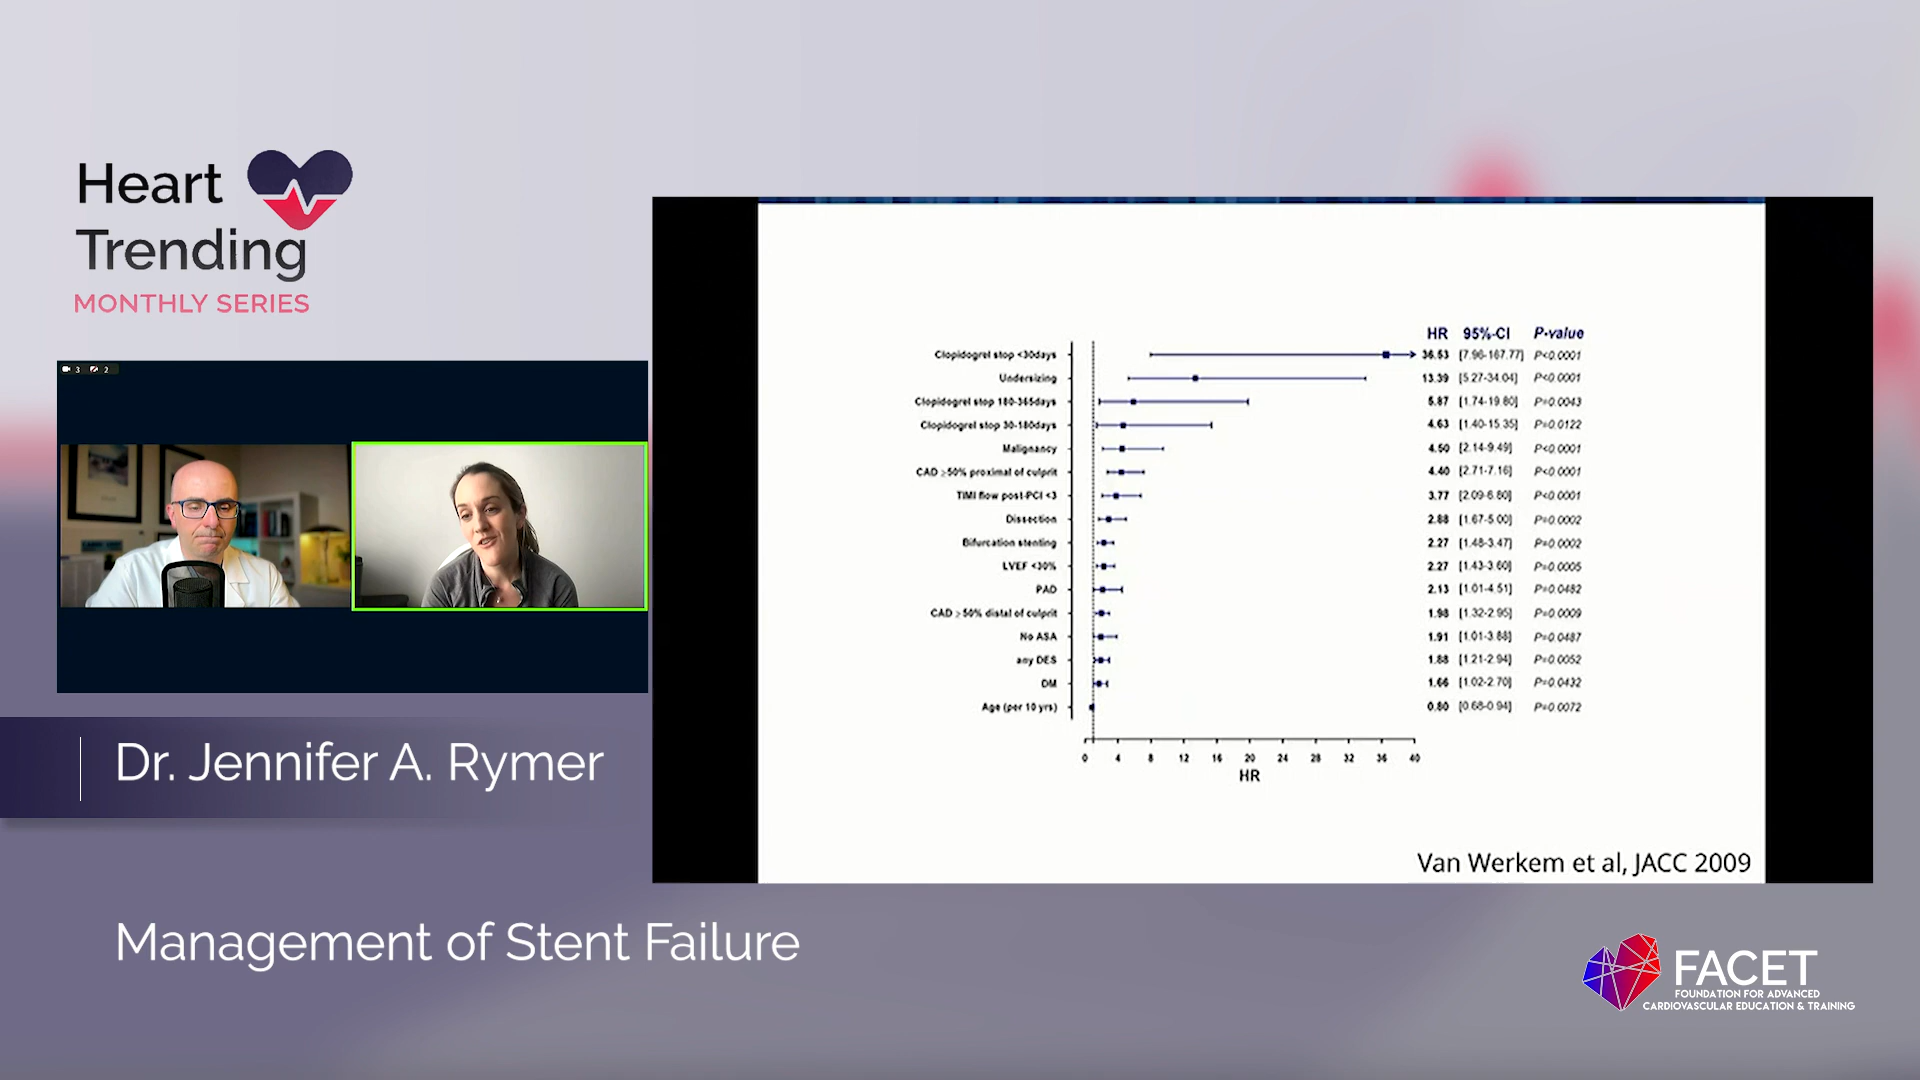 Heart
Trending
MONTHLY SERIES
3 2
HR 95%-CI P-value
Clopidogrel stop <30days 36.53 [7.96-167.77] P<0.0001
Undersizing 13.39 [5.27-34.04] P<0.0001
Clopidogrel stop 180-365days 5.87 [1.74-19.80] P=0.0043
Clopidogrel stop 30-180days 4.63 [1.40-15.35] P=0.0122
Malignancy 4.50 [2.14-9.49] P<0.0001
CAD ≥50% proximal of culprit 4.40 [2.71-7.16] P<0.0001
TIMI flow post-PCI <3 3.77 [2.09-6.80] P<0.0001
Dissection 2.88 [1.67-5.00] P=0.0002
Bifurcation stenting 2.27 [1.48-3.47] P=0.0002
LVEF <30% 2.27 [1.43-3.60] P=0.0005
PAD 2.13 [1.01-4.51] P=0.0482
CAD ≥50% distal of culprit 1.98 [1.32-2.95] P=0.0009
No ASA 1.91 [1.01-3.88] P=0.0487
any DES 1.88 [1.21-2.94] P=0.0052
DM 1.66 [1.02-2.70] P=0.0432
Age (per 10 yrs) 0.80 [0.68-0.94] P=0.0072
0 4 8 12 16 20 24 28 32 36 40
HR
Van Werkem et al, JACC 2009
Dr. Jennifer A. Rymer
Management of Stent Failure
FACET
FOUNDATION FOR ADVANCED
CARDIOVASCULAR EDUCATION & TRAINING